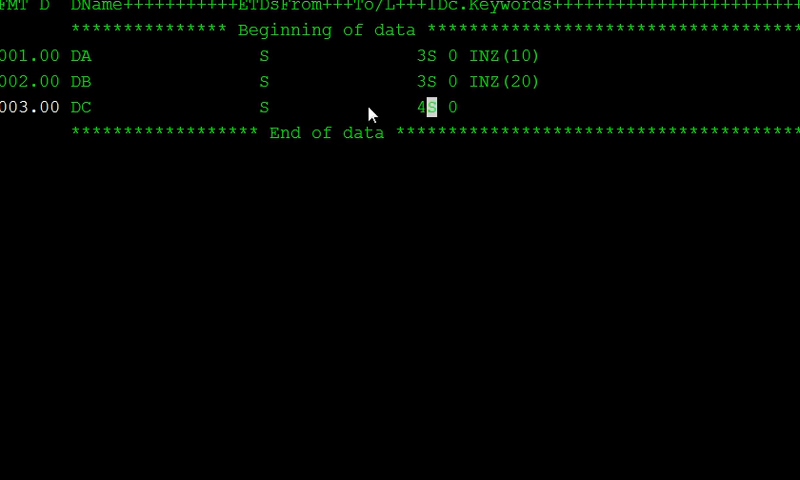 FMT D  DName+++++++++++ETDsFrom+++To/L+++IDc.Keywords+++++++++++++++++++++++++
*************** Beginning of data ************************************
001.00 DA S 3S 0 INZ(10)
002.00 DB S 3S 0 INZ(20)
003.00 DC S 4S 0
****************** End of data ***************************************